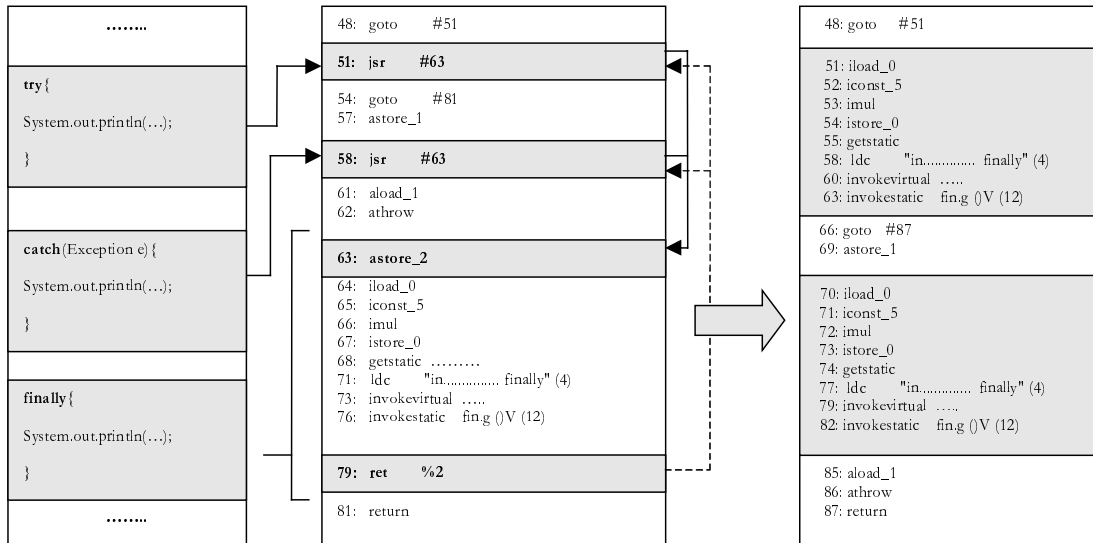 ……..
try{
System.out.println(…);
}
catch(Exception e){
System.out.println(…);
}
finally{
System.out.println(…);
}
……..
48: goto #51
51: jsr #63
54: goto #81
57: astore_1
58: jsr #63
61: aload_1
62: athrow
63: astore_2
64: iload_0
65: iconst_5
66: imul
67: istore_0
68: getstatic ………
71: ldc "in............... finally" (4)
73: invokevirtual …..
76: invokestatic fin.g ()V (12)
79: ret %2
81: return
48: goto #51
51: iload_0
52: iconst_5
53: imul
54: istore_0
55: getstatic
58: ldc "in.............. finally" (4)
60: invokevirtual …..
63: invokestatic fin.g ()V (12)
66: goto #87
69: astore_1
70: iload_0
71: iconst_5
72: imul
73: istore_0
74: getstatic
77: ldc "in.............. finally" (4)
79: invokevirtual ….
82: invokestatic fin.g ()V (12)
85: aload_1
86: athrow
87: return